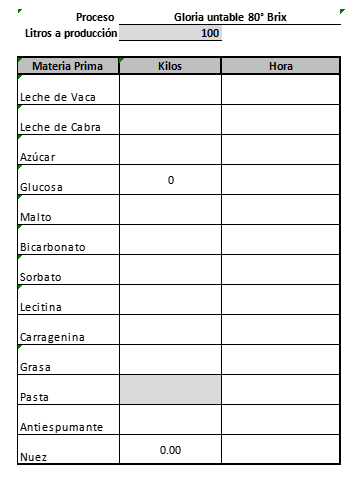 Proceso Gloria untable 80° Brix
Litros a producción 100
Materia Prima Kilos Hora
Leche de Vaca
Leche de Cabra
Azúcar
Glucosa 0
Malto
Bicarbonato
Sorbato
Lecitina
Carragenina
Grasa
Pasta
Antiespumante
Nuez 0.00